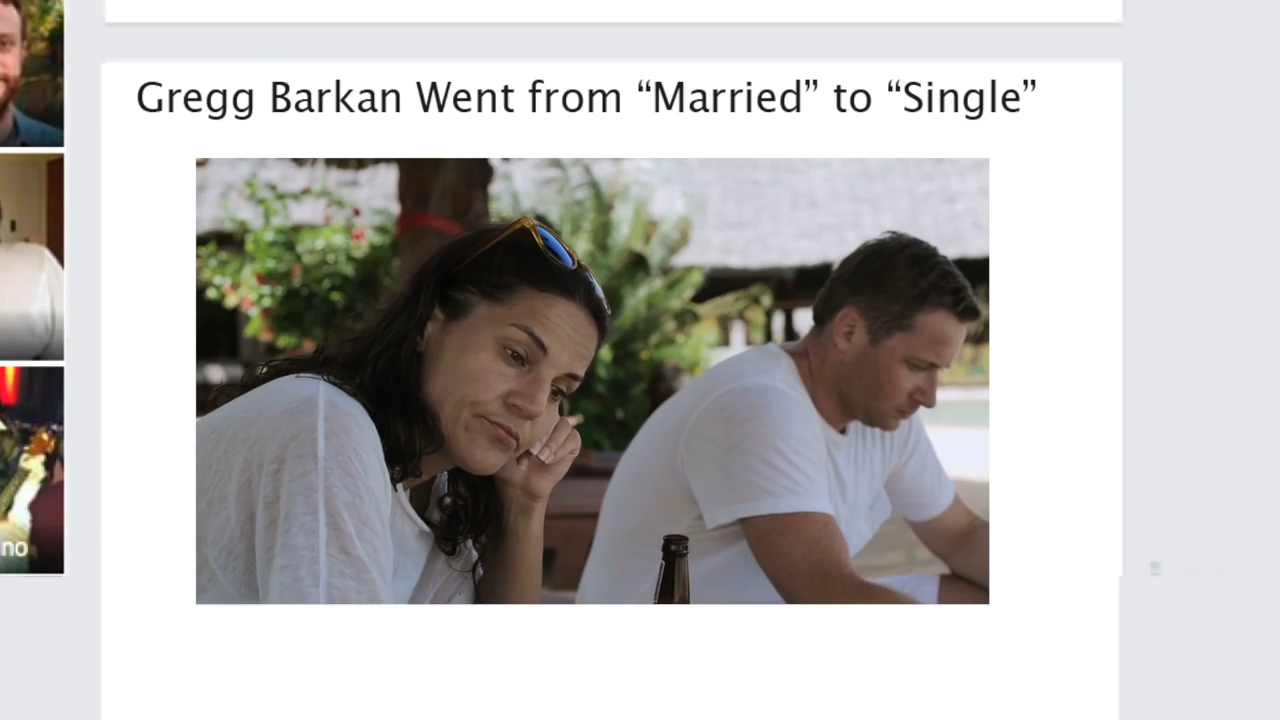 Gregg Barkan Went from “Married” to “Single”
no